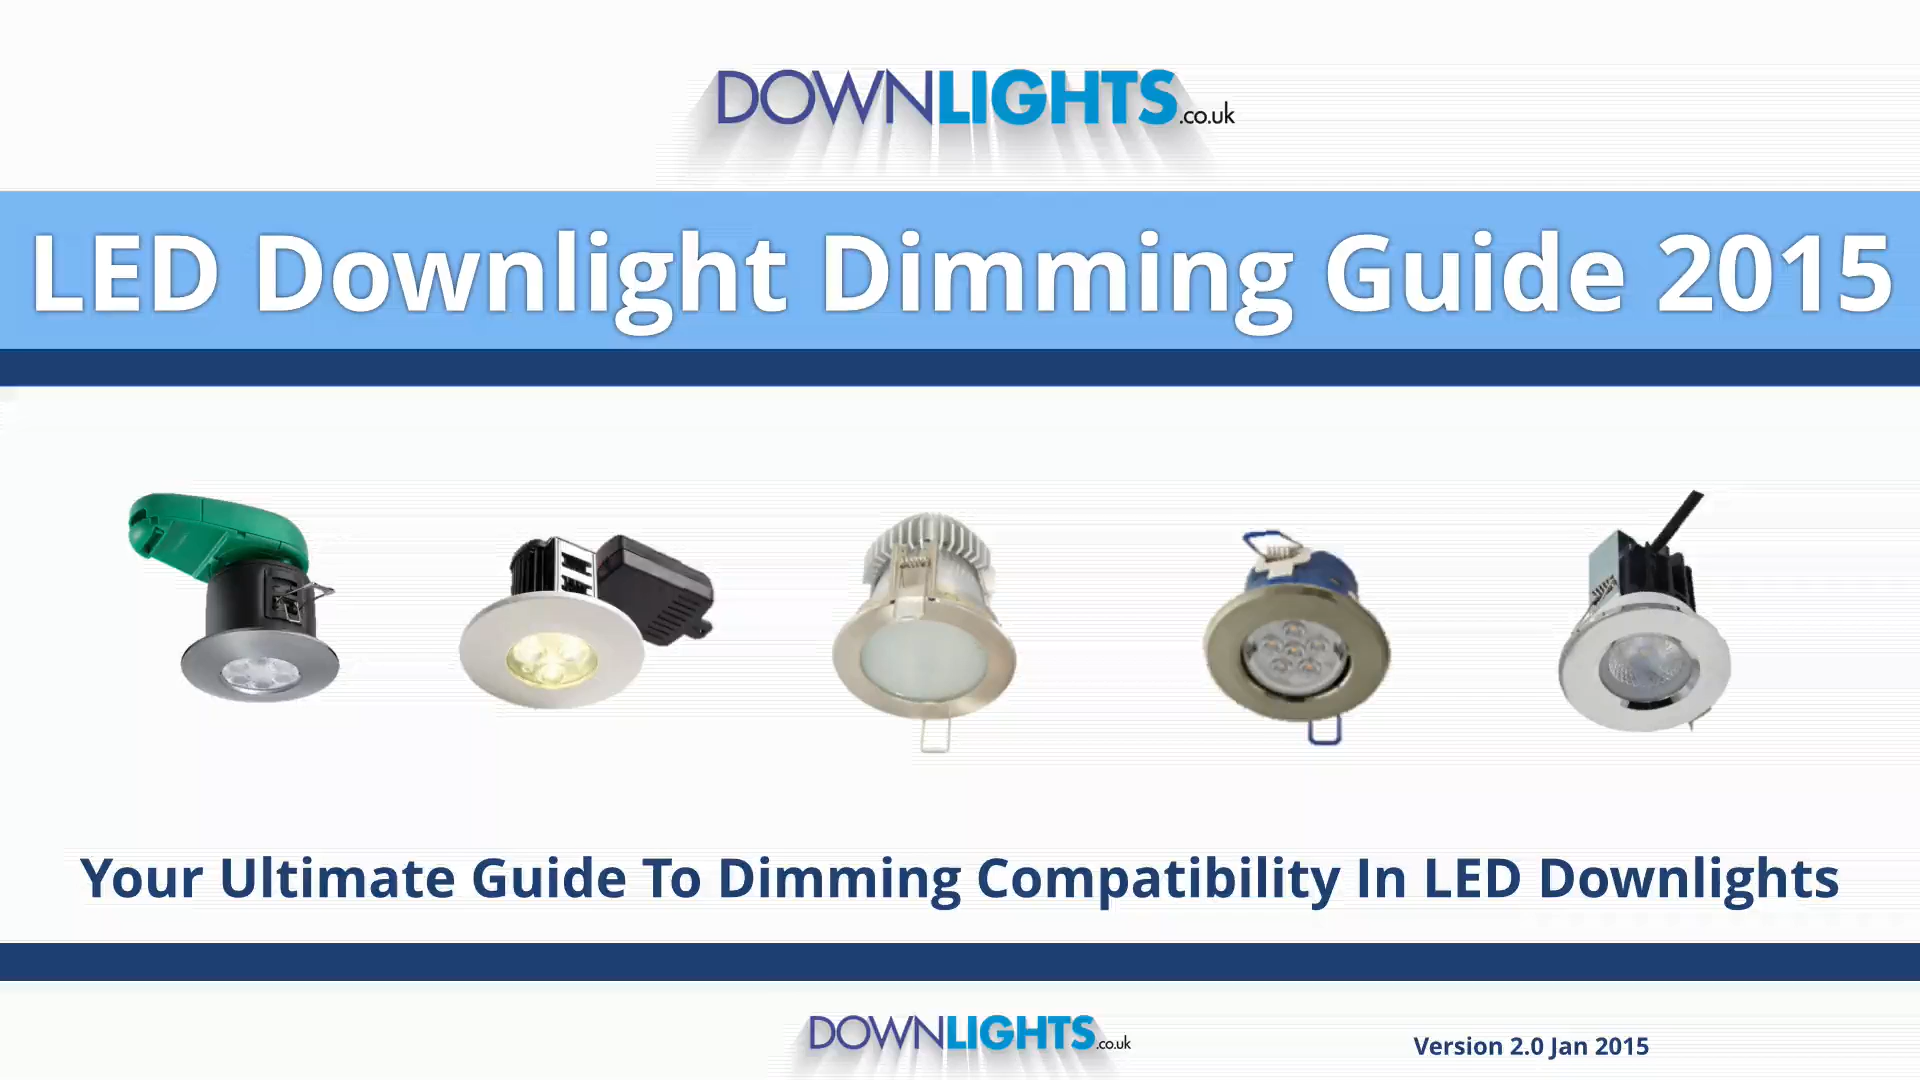 DOWNLIGHTS.co.uk
LED Downlight Dimming Guide 2015
Your Ultimate Guide To Dimming Compatibility In LED Downlights
DOWNLIGHTS.co.uk
Version 2.0 Jan 2015